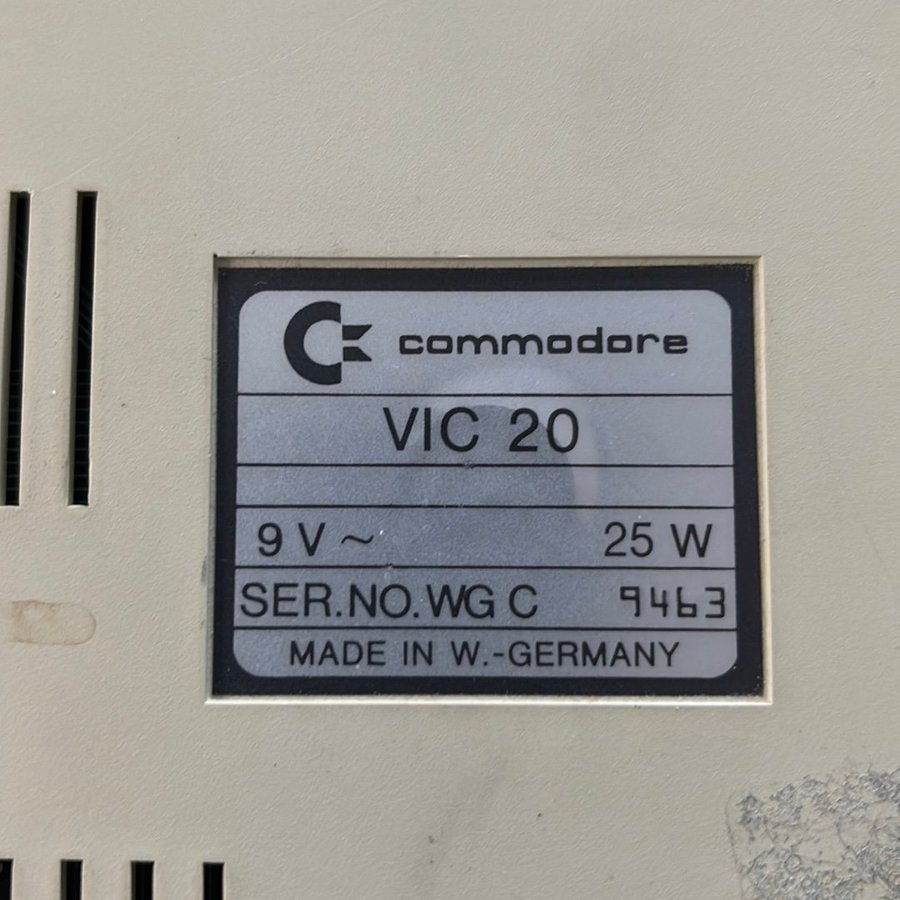 commodore
VIC 20
9 V ~ 25 W
SER.NO. WG C 9463
MADE IN W.-GERMANY